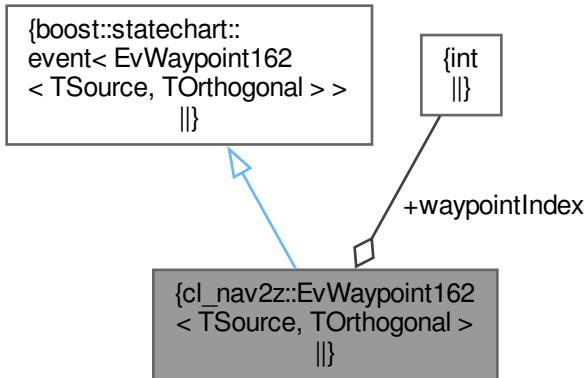 {boost::statechart::
event< EvWaypoint162
< TSource, TOrthogonal > >
||}
{int
||}
+waypointIndex
{cl_nav2z::EvWaypoint162
< TSource, TOrthogonal >
||}